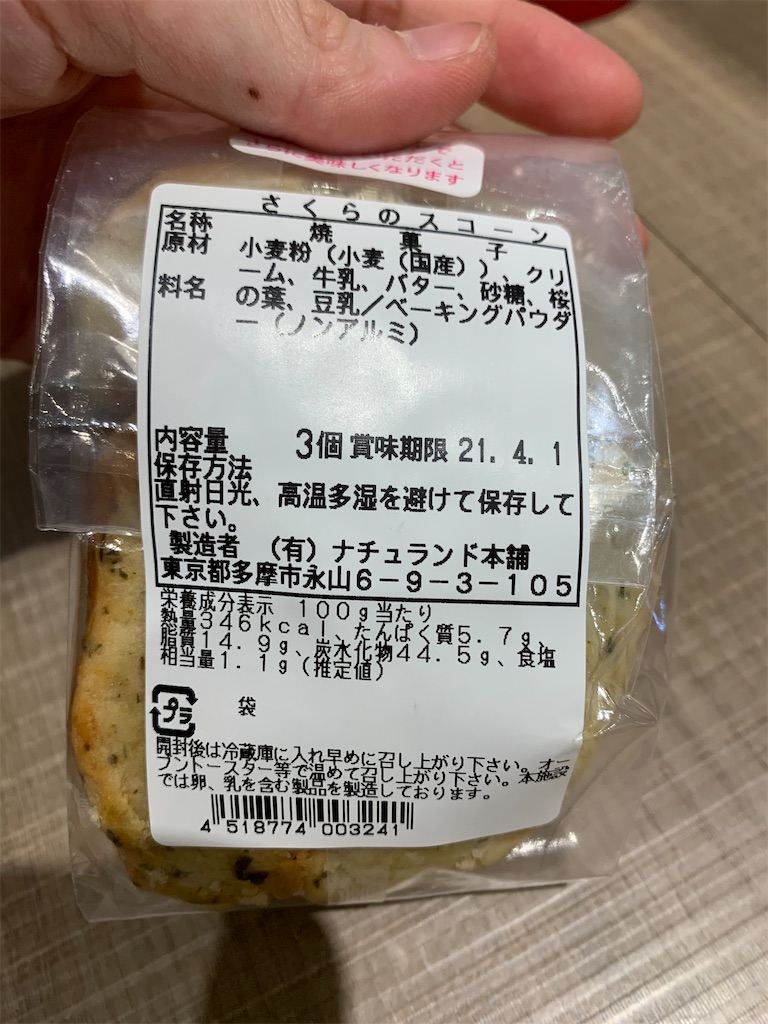 さらに美味しくなります
さくらのスコーン
名称 焼菓子
原材 小麦粉（小麦（国産））、クリ
ーム、牛乳、バター、砂糖、桜
料名 の葉、豆乳／ベーキングパウダ
ー（ノンアルミ）
内容量 3個 賞味期限 21. 4. 1
保存方法
直射日光、高温多湿を避けて保存して
下さい。
製造者 （有）ナチュランド本舗
東京都多摩市永山６－９－３－１０５
栄養成分表示 １００ｇ当たり
熱量３４６ｋｃａｌ、たんぱく質５．７ｇ、
脂質１４．９ｇ、炭水化物４４．５ｇ、食塩
相当量１．１ｇ（推定値）
プラ 袋
開封後は冷蔵庫に入れ早めに召し上がり下さい。オー
ブントースター等で温めて召し上がり下さい。本施設
では卵、乳を含む製品を製造しております。
4 518774 003241